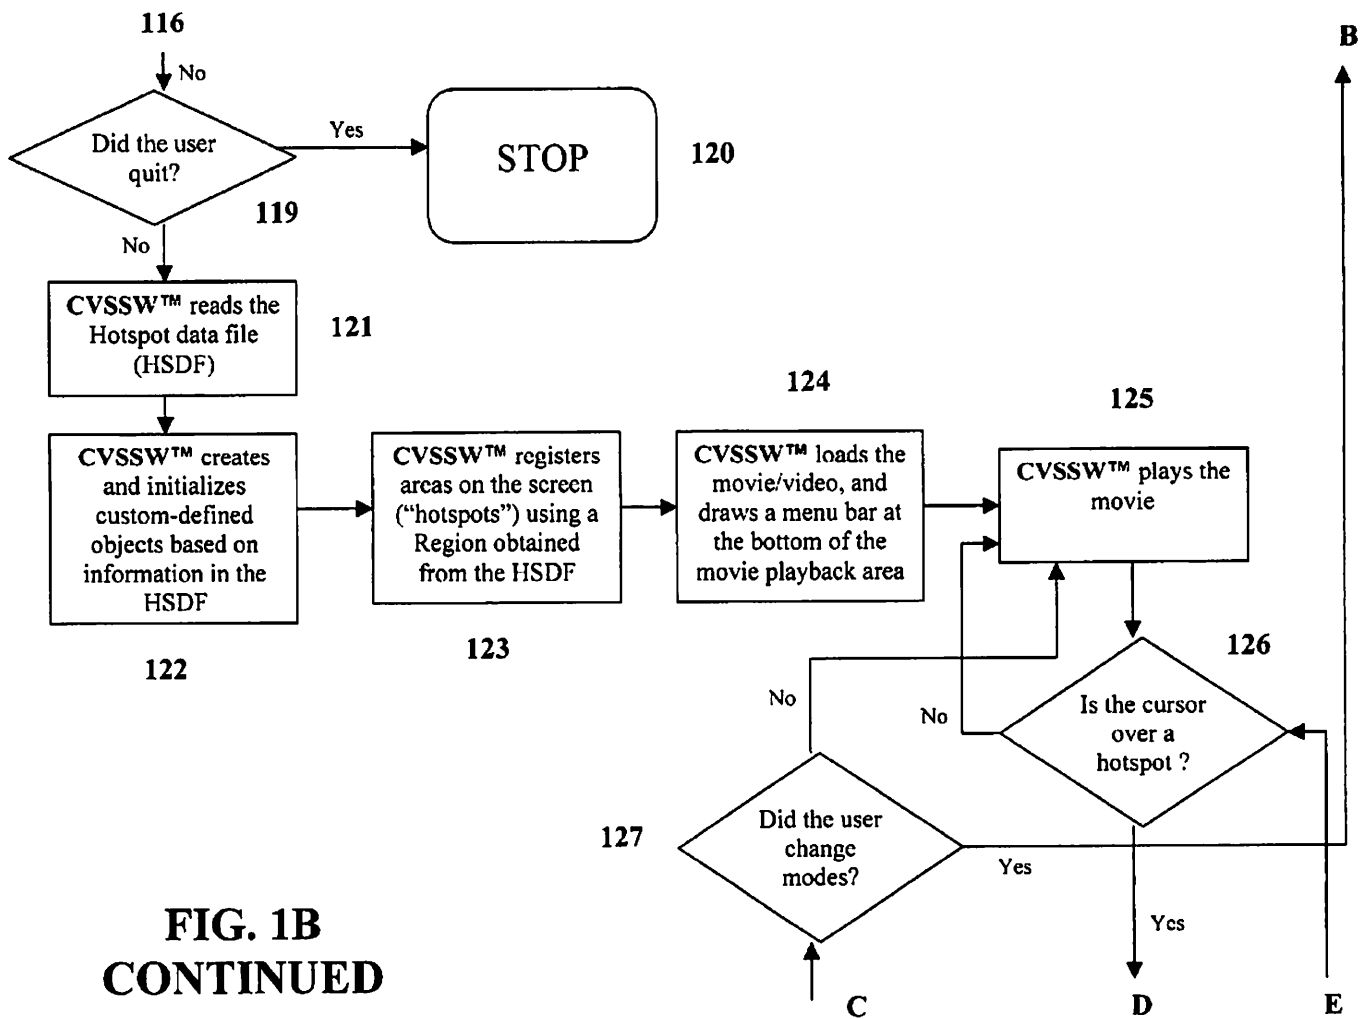 116
B
No
Did the user
quit?
Yes
STOP
120
119
No
CVSSW™ reads the
Hotspot data file
(HSDF)
121
124
125
CVSSW™ creates
and initializes
custom-defined
objects based on
information in the
HSDF
122
CVSSW™ registers
areas on the screen
(“hotspots”) using a
Region obtained
from the HSDF
123
CVSSW™ loads the
movie/video, and
draws a menu bar at
the bottom of the
movie playback area
CVSSW™ plays the
movie
126
Is the cursor
over a
hotspot ?
No
No
127
Did the user
change
modes?
Yes
Yes
FIG. 1B
CONTINUED
C
D
E